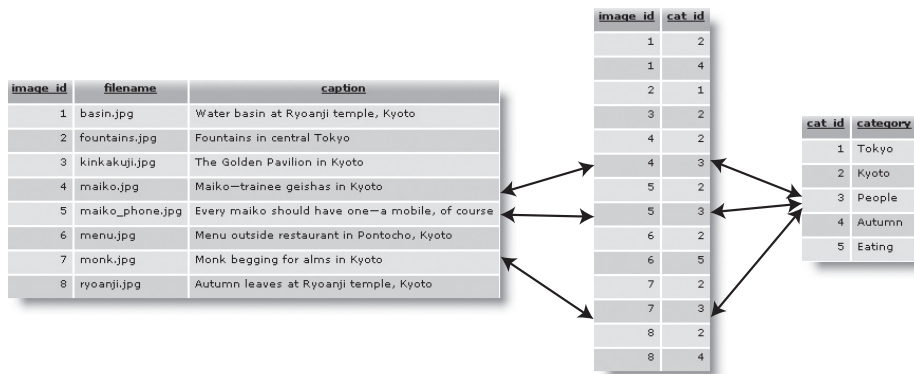 image_id filename caption
1 basin.jpg Water basin at Ryoanji temple, Kyoto
2 fountains.jpg Fountains in central Tokyo
3 kinkakuji.jpg The Golden Pavilion in Kyoto
4 maiko.jpg Maiko—trainee geishas in Kyoto
5 maiko_phone.jpg Every maiko should have one—a mobile, of course
6 menu.jpg Menu outside restaurant in Pontocho, Kyoto
7 monk.jpg Monk begging for alms in Kyoto
8 ryoanji.jpg Autumn leaves at Ryoanji temple, Kyoto
image_id cat_id
1 2
1 4
2 1
3 2
4 2
4 3
5 2
5 3
6 2
6 5
7 2
7 3
8 2
8 4
cat_id category
1 Tokyo
2 Kyoto
3 People
4 Autumn
5 Eating